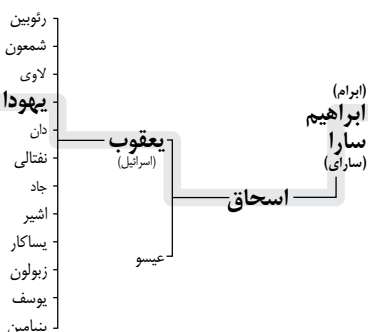 (ابرام)
ابراهیم
سارا
(سارای)
اسحاق
یعقوب
(اسرائیل)
عیسو
رئوبین
شمعون
لاوی
یهودا
دان
نفتالی
جاد
اشیر
یساکار
زبولون
یوسف
بنیامین